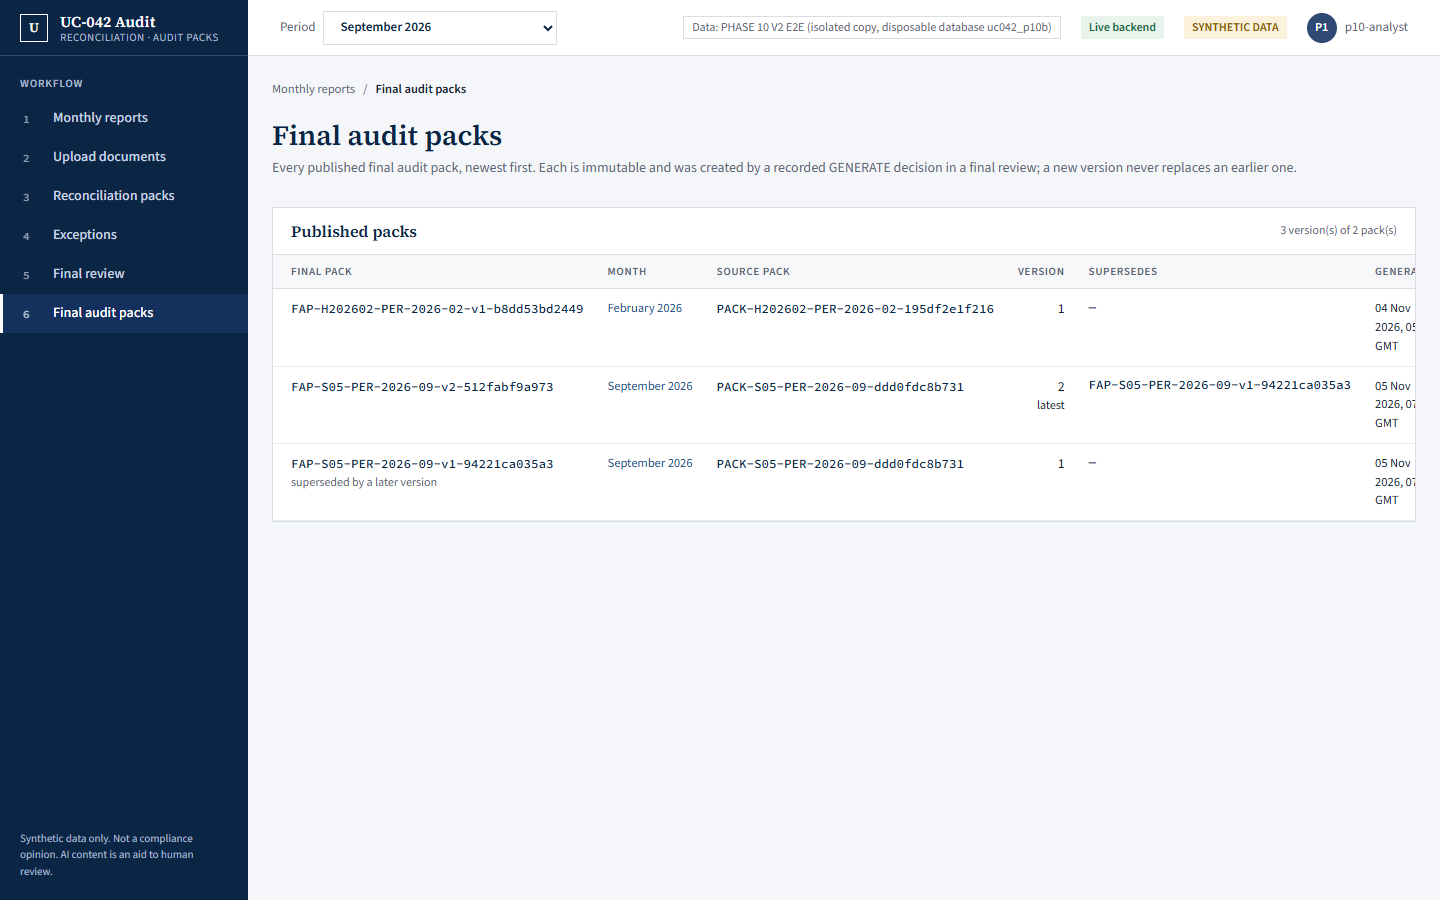 U
UC-042 Audit
RECONCILIATION · AUDIT PACKS
Period
September 2026
Data: PHASE 10 V2 E2E (isolated copy, disposable database uc042_p10b)
Live backend
SYNTHETIC DATA
P1
p10-analyst
WORKFLOW
1 Monthly reports
2 Upload documents
3 Reconciliation packs
4 Exceptions
5 Final review
6 Final audit packs
Monthly reports / Final audit packs
Final audit packs
Every published final audit pack, newest first. Each is immutable and was created by a recorded GENERATE decision in a final review; a new version never replaces an earlier one.
Published packs
3 version(s) of 2 pack(s)
FINAL PACK MONTH SOURCE PACK VERSION SUPERSEDES GENERA
FAP-H202602-PER-2026-02-v1-b8dd53bd2449 February 2026 PACK-H202602-PER-2026-02-195df2e1f216 1 — 04 Nov
2026, 05
GMT
FAP-S05-PER-2026-09-v2-512fabf9a973 September 2026 PACK-S05-PER-2026-09-ddd0fdc8b731 2 FAP-S05-PER-2026-09-v1-94221ca035a3 05 Nov
latest 2026, 07
GMT
FAP-S05-PER-2026-09-v1-94221ca035a3 September 2026 PACK-S05-PER-2026-09-ddd0fdc8b731 1 — 05 Nov
superseded by a later version 2026, 07
GMT
Synthetic data only. Not a compliance
opinion. AI content is an aid to human
review.